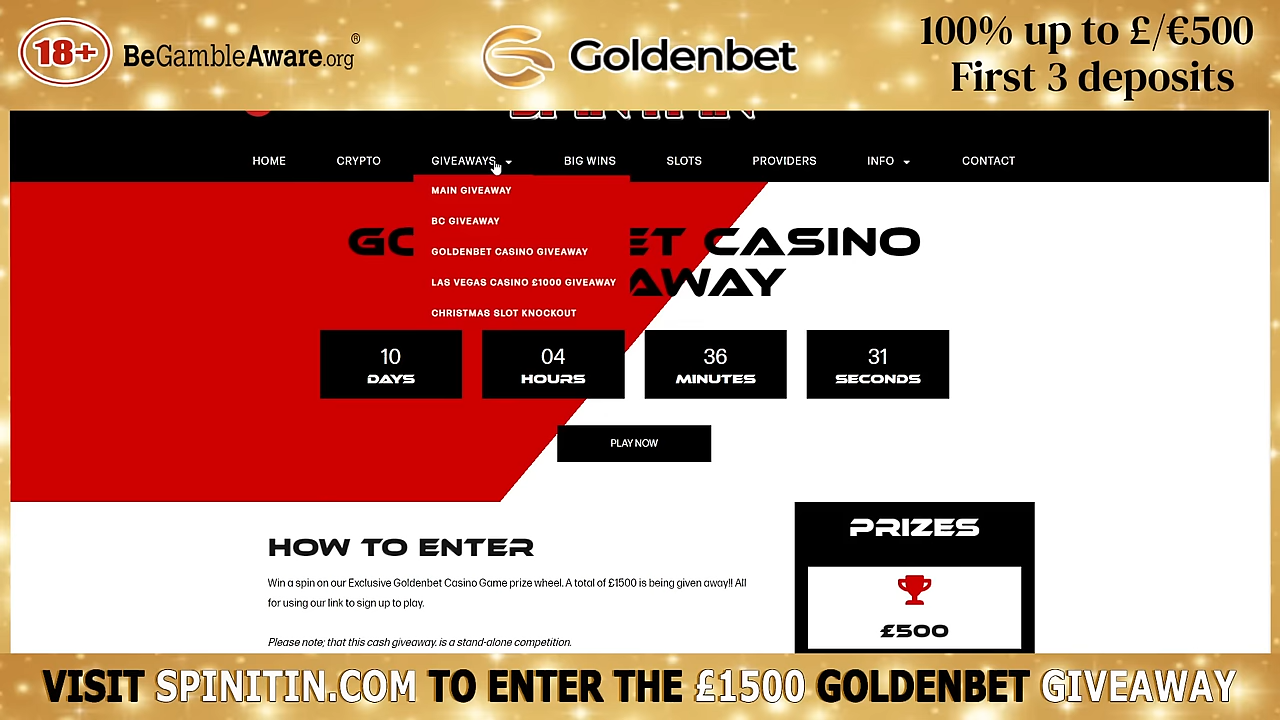 18+ BeGambleAware.org®
Goldenbet
100% up to £/€500
First 3 deposits
SPINITIN
HOME CRYPTO GIVEAWAYS BIG WINS SLOTS PROVIDERS INFO CONTACT
MAIN GIVEAWAY
BC GIVEAWAY
GOLDENBET CASINO GIVEAWAY
LAS VEGAS CASINO £1000 GIVEAWAY
CHRISTMAS SLOT KNOCKOUT
GO ET CASINO
AWAY
10 04 36 31
DAYS HOURS MINUTES SECONDS
PLAY NOW
HOW TO ENTER
Win a spin on our Exclusive Goldenbet Casino Game prize wheel. A total of £1500 is being given away!! All
for using our link to sign up to play.
Please note; that this cash giveaway. is a stand-alone competition.
PRIZES
£500
VISIT SPINITIN.COM TO ENTER THE £1500 GOLDENBET GIVEAWAY